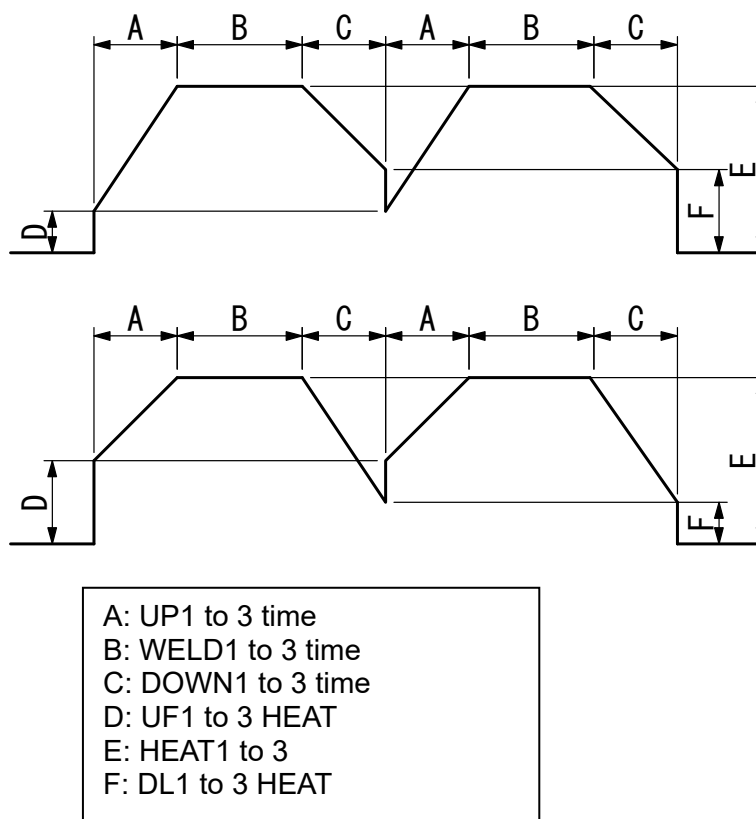 A B C A B C
D
E
F
A B C A B C
D
E
F
A: UP1 to 3 time
B: WELD1 to 3 time
C: DOWN1 to 3 time
D: UF1 to 3 HEAT
E: HEAT1 to 3
F: DL1 to 3 HEAT